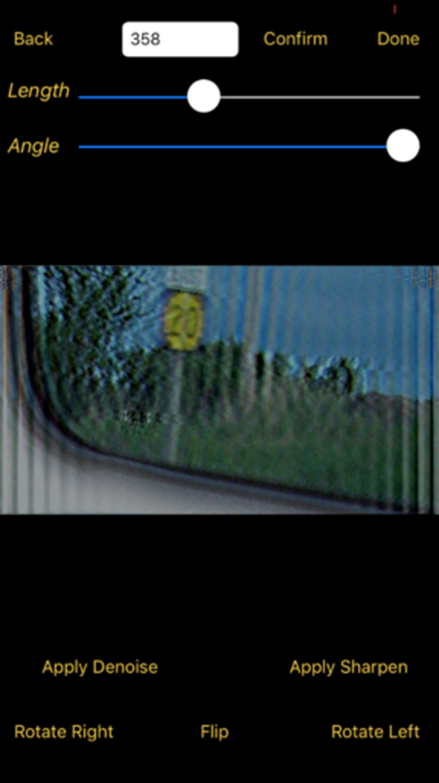 Back 358 Confirm Done
Length
Angle
20
Apply Denoise Apply Sharpen
Rotate Right Flip Rotate Left